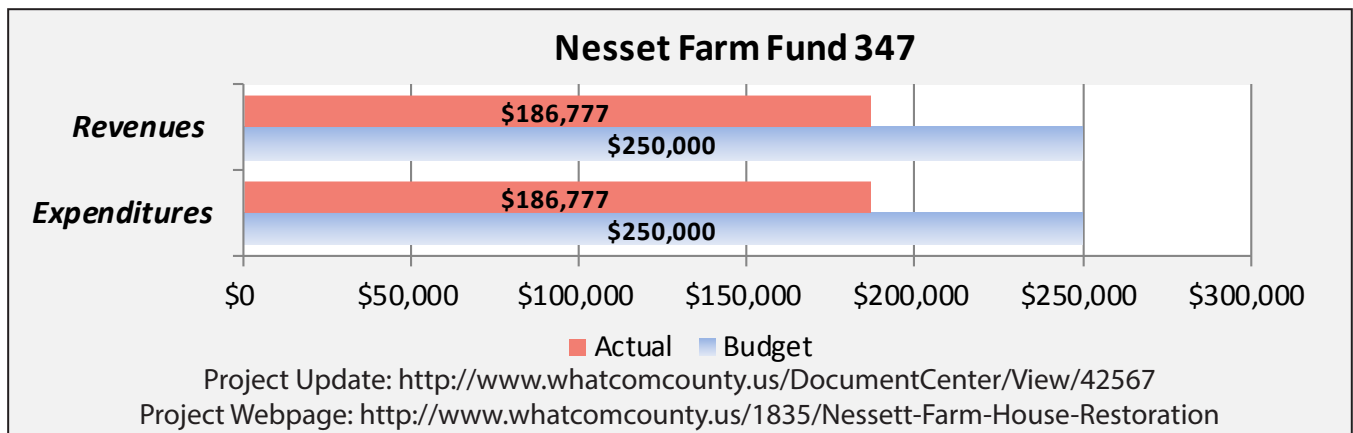 Nesset Farm Fund 347
Revenues
$186,777
$250,000
Expenditures
$186,777
$250,000
$0 $50,000 $100,000 $150,000 $200,000 $250,000 $300,000
Actual Budget
Project Update: http://www.whatcomcounty.us/DocumentCenter/View/42567
Project Webpage: http://www.whatcomcounty.us/1835/Nessett-Farm-House-Restoration